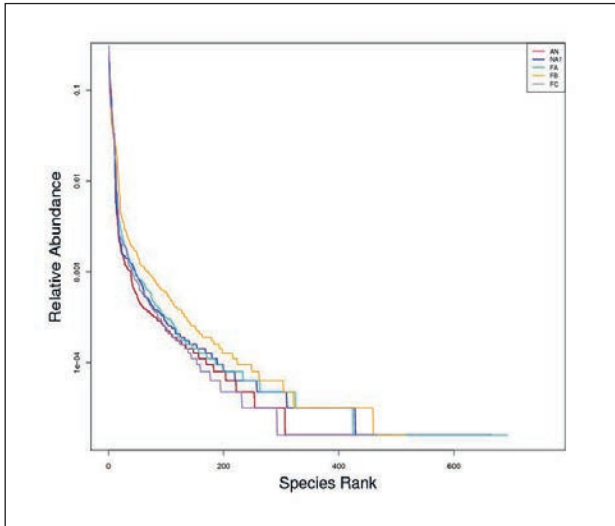 AN
NA1
FA
FB
FC
0.1
0.01
0.001
1e-04
Relative Abundance
0
200
400
600
Species Rank